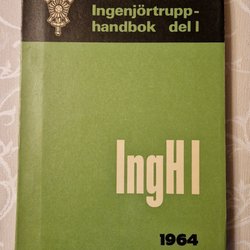 Ingenjörtrupp-
handbok del I
IngH I
1964